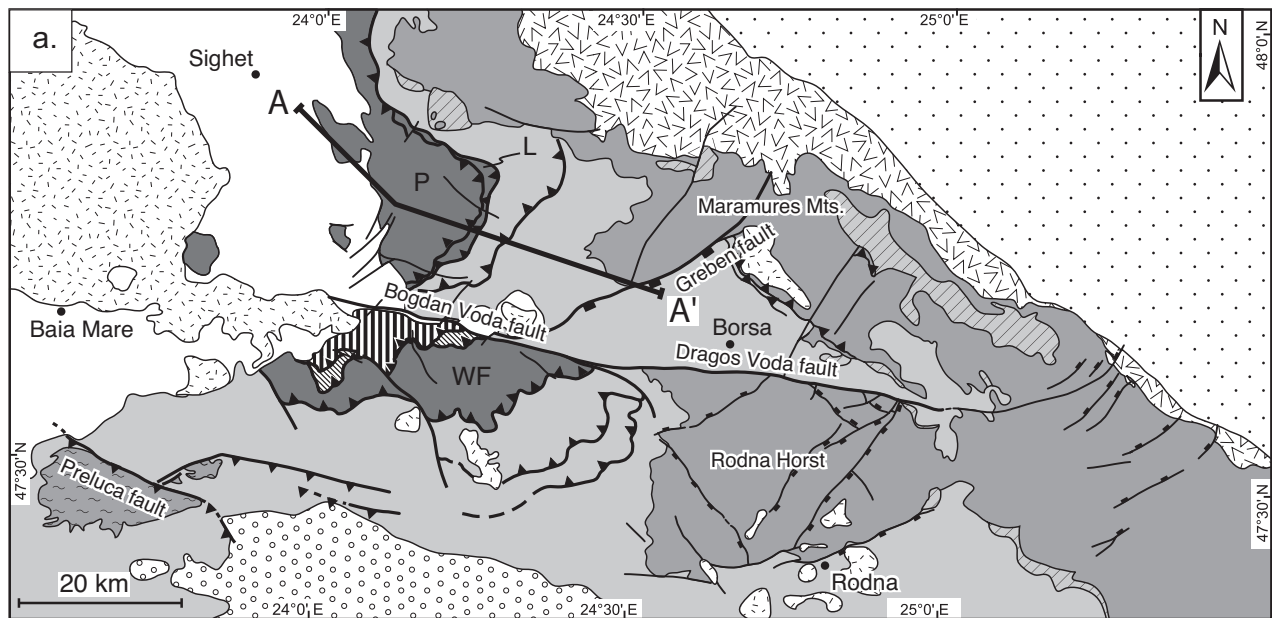 a.
24°0'E
24°30'E
25°0'E
N
48°0'N
Sighet
A
L
P
Maramures Mts.
Greben fault
A'
Bogdan Voda fault
Baia Mare
Borsa
Dragos Voda fault
WF
47°30'N
Preluca fault
Rodna Horst
47°30'N
20 km
Rodna
24°0'E
24°30'E
25°0'E